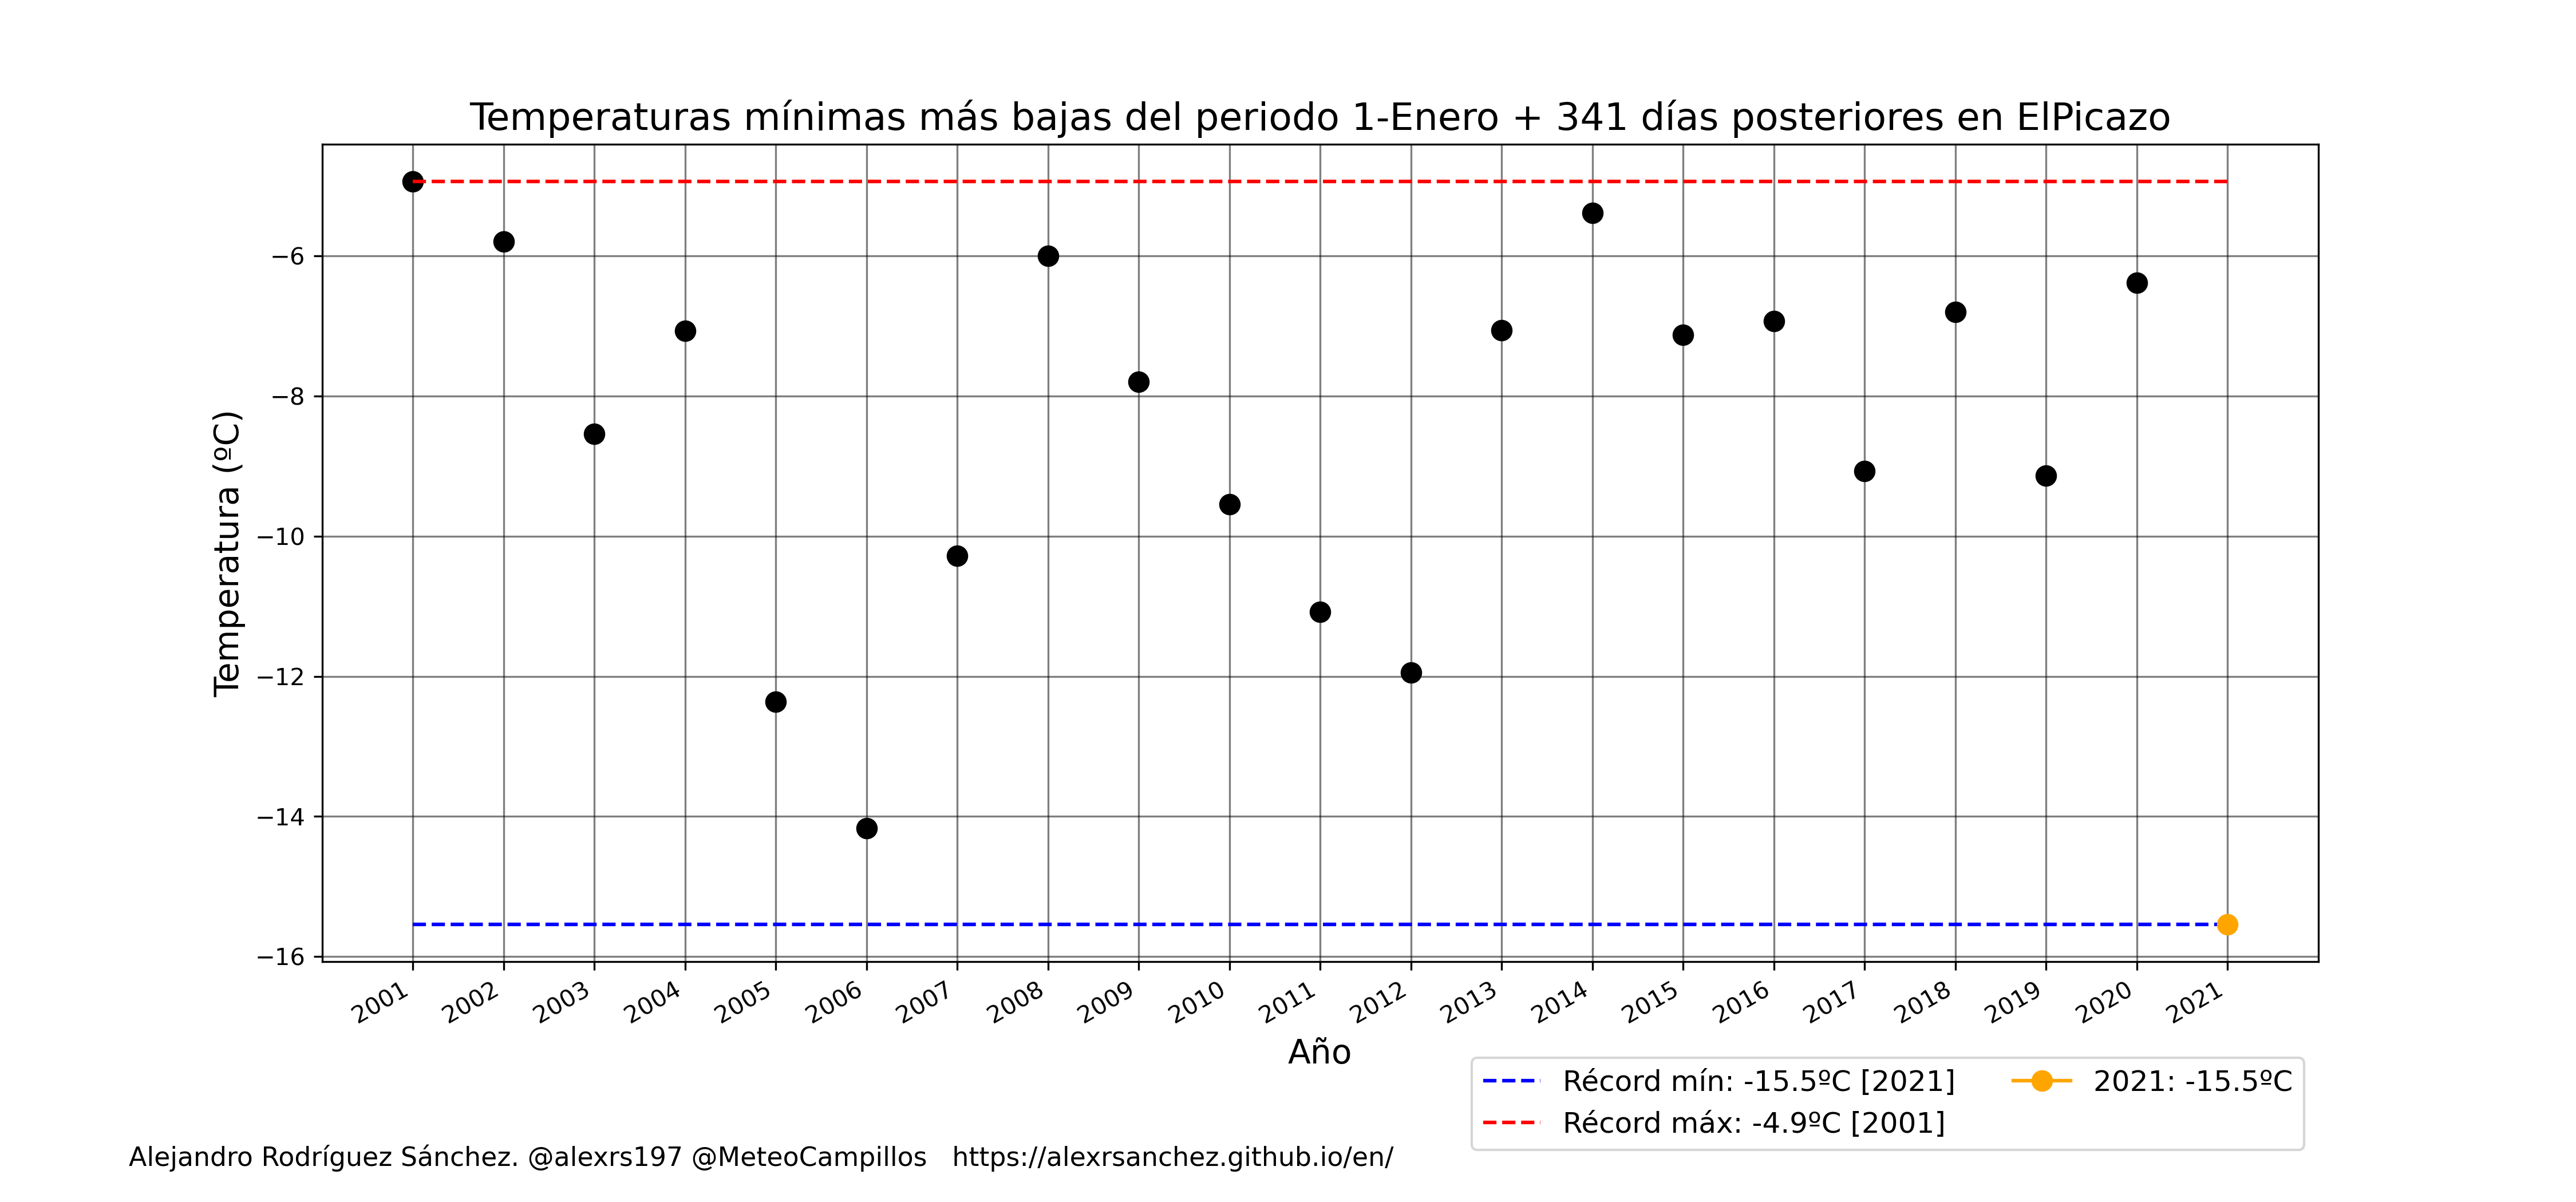 Temperaturas mínimas más bajas del periodo 1-Enero + 341 días posteriores en ElPicazo
Temperatura (ºC)
−6
−8
−10
−12
−14
−16
2001 2002 2003 2004 2005 2006 2007 2008 2009 2010 2011 2012 2013 2014 2015 2016 2017 2018 2019 2020 2021
Año
Récord mín: -15.5ºC [2021]
Récord máx: -4.9ºC [2001]
2021: -15.5ºC
Alejandro Rodríguez Sánchez. @alexrs197 @MeteoCampillos https://alexrsanchez.github.io/en/